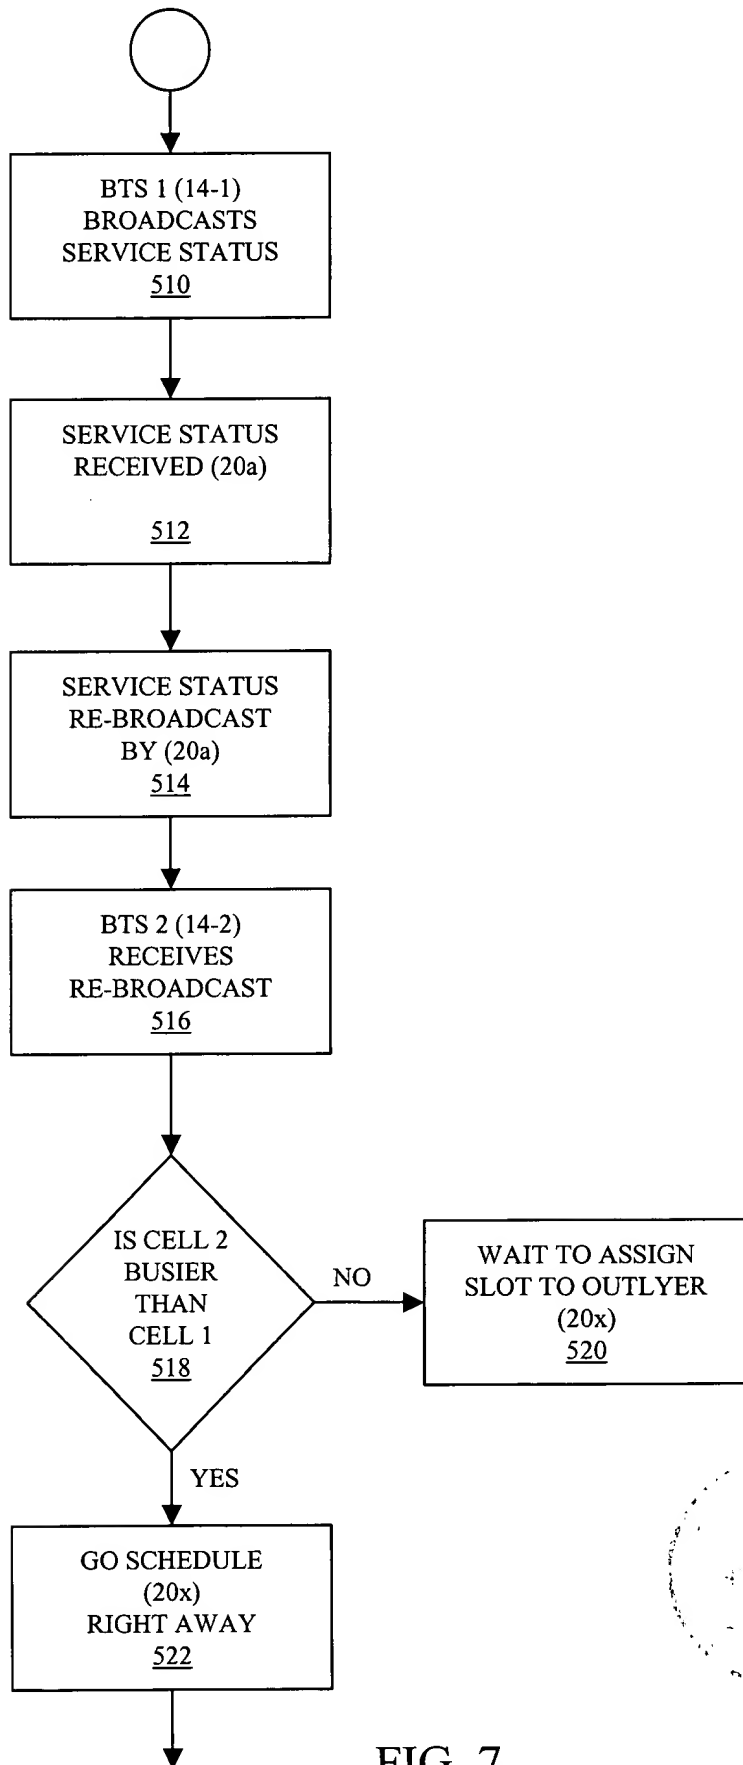 BTS 1 (14-1)
BROADCASTS
SERVICE STATUS
510
SERVICE STATUS
RECEIVED (20a)
512
SERVICE STATUS
RE-BROADCAST
BY (20a)
514
BTS 2 (14-2)
RECEIVES
RE-BROADCAST
516
IS CELL 2
BUSIER
THAN
CELL 1
518
NO
WAIT TO ASSIGN
SLOT TO OUTLYER
(20x)
520
YES
GO SCHEDULE
(20x)
RIGHT AWAY
522
FIG. 7